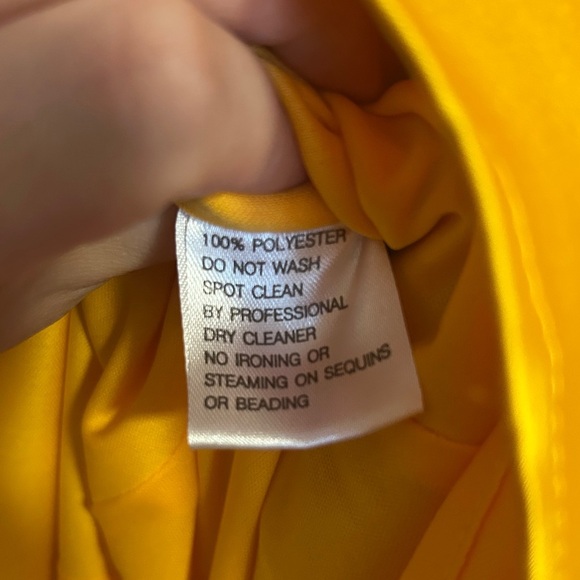 100% POLYESTER
DO NOT WASH
SPOT CLEAN
BY PROFESSIONAL
DRY CLEANER
NO IRONING OR
STEAMING ON SEQUINS
OR BEADING